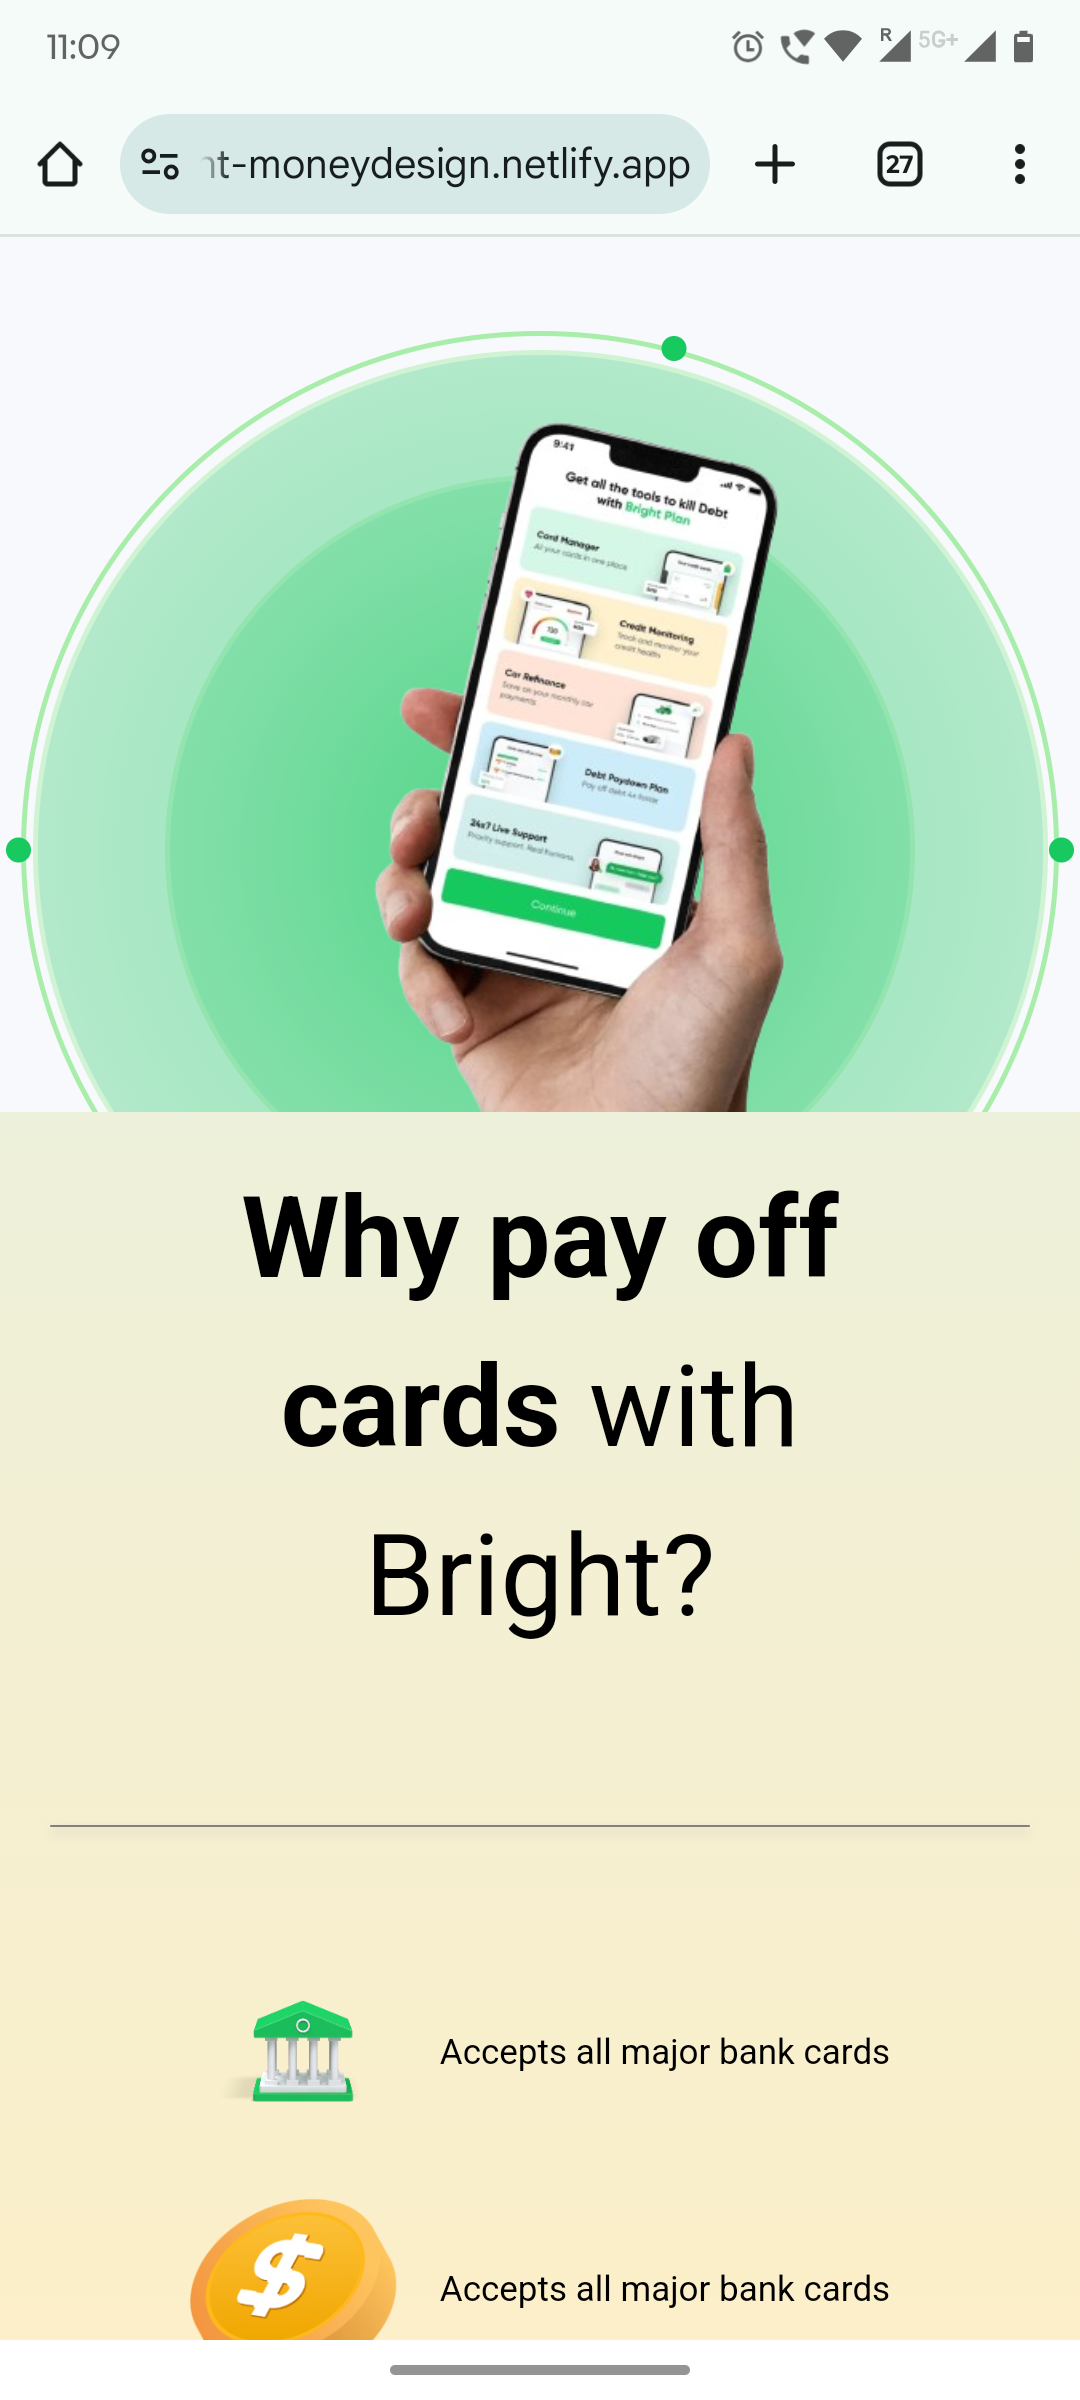 11:09
R 5G+
t-moneydesign.netlify.app
27
9:41
Get all the tools to kill Debt
with Bright Plan
Card Manager
All your cards in one place
Credit Monitoring
Track and monitor your
credit health
Car Refinance
Save on your monthly car
payments
Debt Paydown Plan
Pay off debt 4x faster
24x7 Live Support
Priority support. Real humans.
Continue
Why pay off
cards with
Bright?
Accepts all major bank cards
$
Accepts all major bank cards